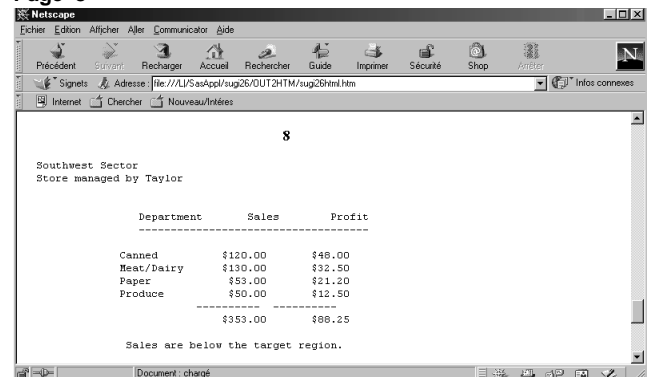 Netscape
Fichier Edition Afficher Aller Communicator Aide
Précédent Suivant Recharger Accueil Rechercher Guide Imprimer Sécurité Shop Arrêter
Signets Adresse : file:///L|/SasAppl/sugi26/OUT2HTM/sugi26html.htm Infos connexes
Internet Chercher Nouveau/Intéres
8
Southwest Sector
Store managed by Taylor
Department Sales Profit
------------------------------------
Canned $120.00 $48.00
Meat/Dairy $130.00 $32.50
Paper $53.00 $21.20
Produce $50.00 $12.50
---------- ----------
$353.00 $88.25
Sales are below the target region.
Document : chargé